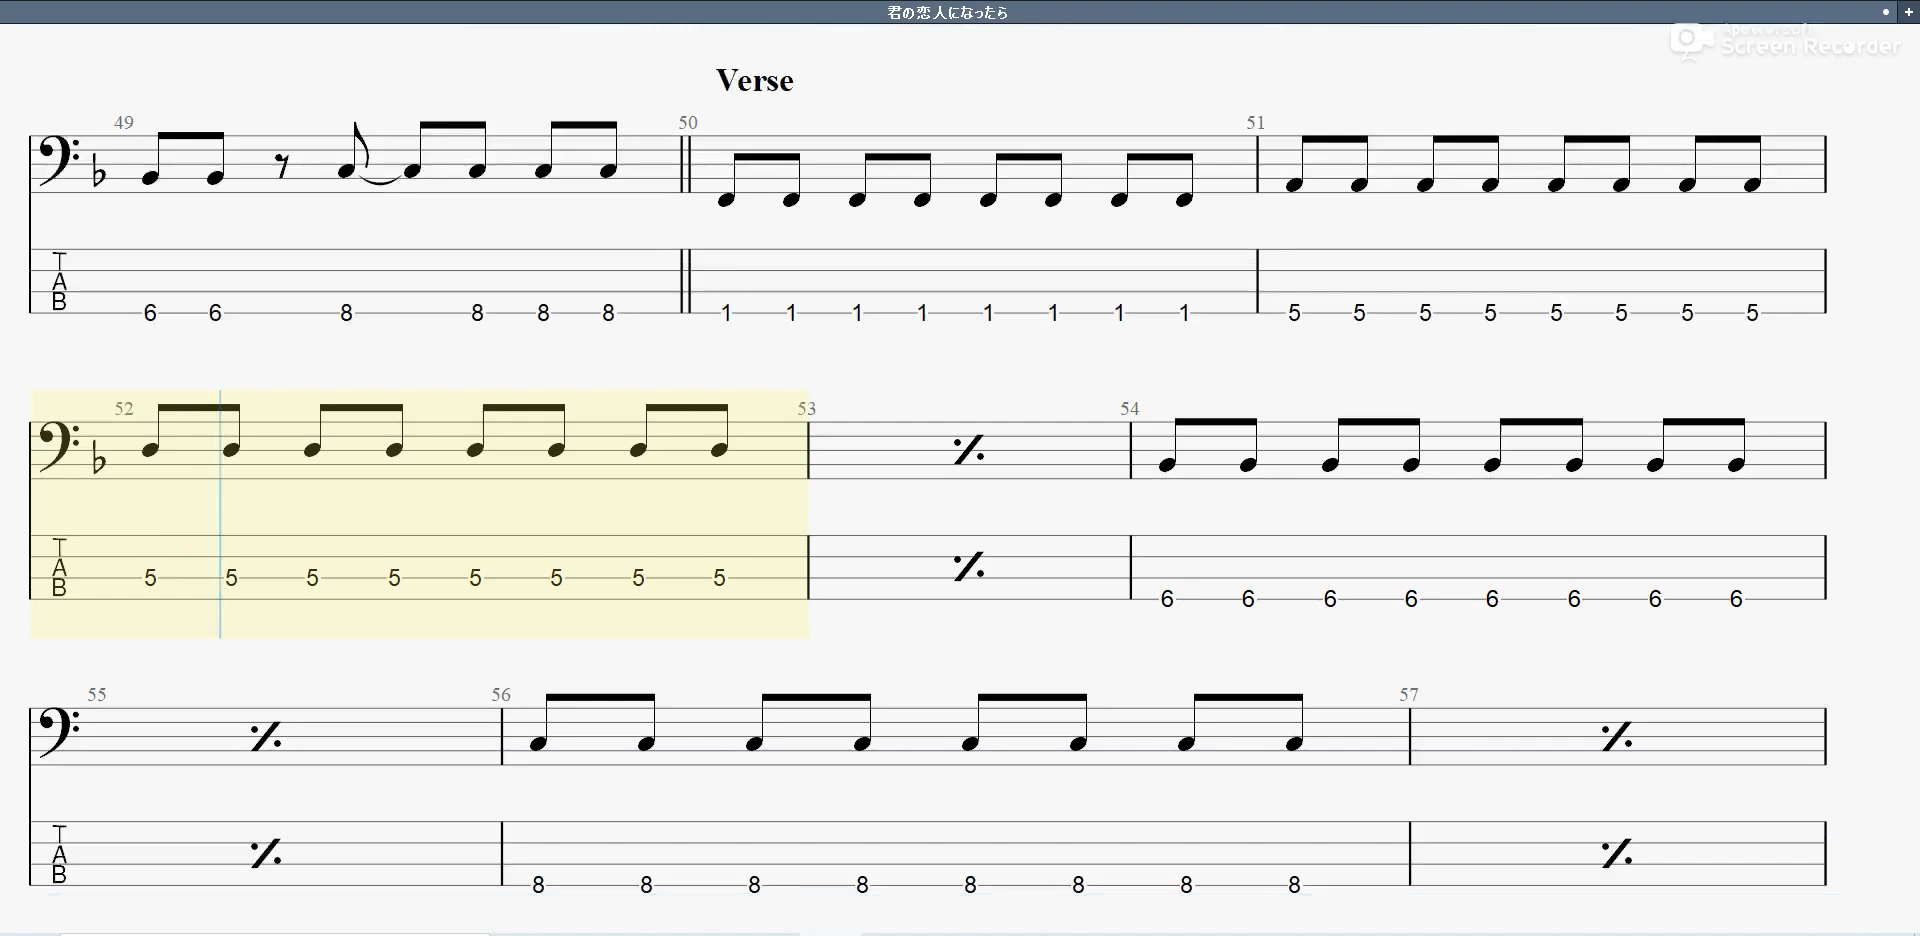 君の恋人になったら
Apowersoft
Screen Recorder
Verse
49 50 51
T
A
B
6 6 8 8 8 8 1 1 1 1 1 1 1 1 5 5 5 5 5 5 5 5
52 53 54
T
A
B
5 5 5 5 5 5 5 5 6 6 6 6 6 6 6 6
55 56 57
T
A
B
8 8 8 8 8 8 8 8